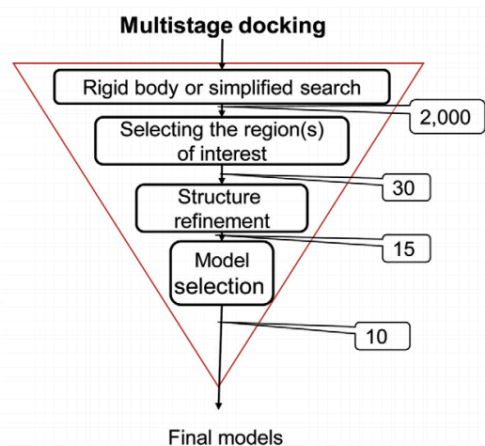 Multistage docking
Rigid body or simplified search
2,000
Selecting the region(s)
of interest
30
Structure
refinement
15
Model
selection
10
Final models